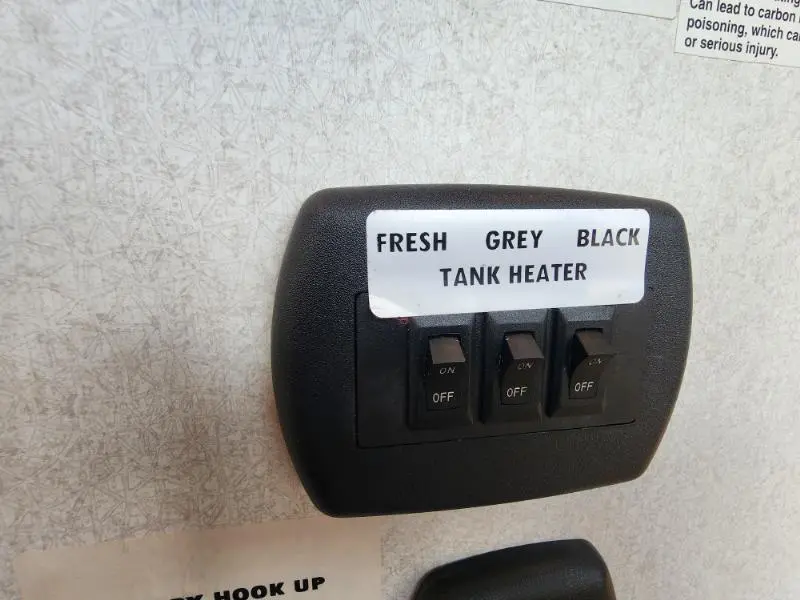 Can lead to carbon
poisoning, which
or serious injury.
FRESH GREY BLACK
TANK HEATER
ON ON ON
OFF OFF OFF
HOOK UP